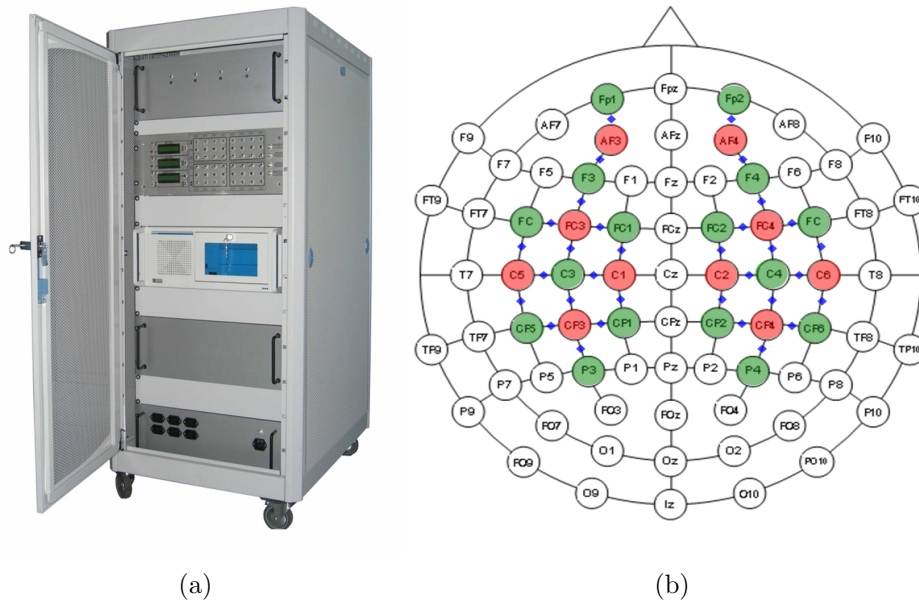 Fp1 Fpz Fp2
AF7 AF3 AFz AF4 AF8
F9 F7 F5 F3 F1 Fz F2 F4 F6 F8 F10
FT9 FT7 FC FC3 FC1 FCz FC2 FC4 FC FT8 FT10
T7 C5 C3 C1 Cz C2 C4 C6 T8
TP9 TP7 CP5 CP3 CP1 CPz CP2 CP4 CP6 TP8 TP10
P9 P7 P5 P3 P1 Pz P2 P4 P6 P8 P10
PO7 PO3 POz PO4 PO8
PO9 O1 Oz O2 PO10
O9 Iz O10
(a) (b)